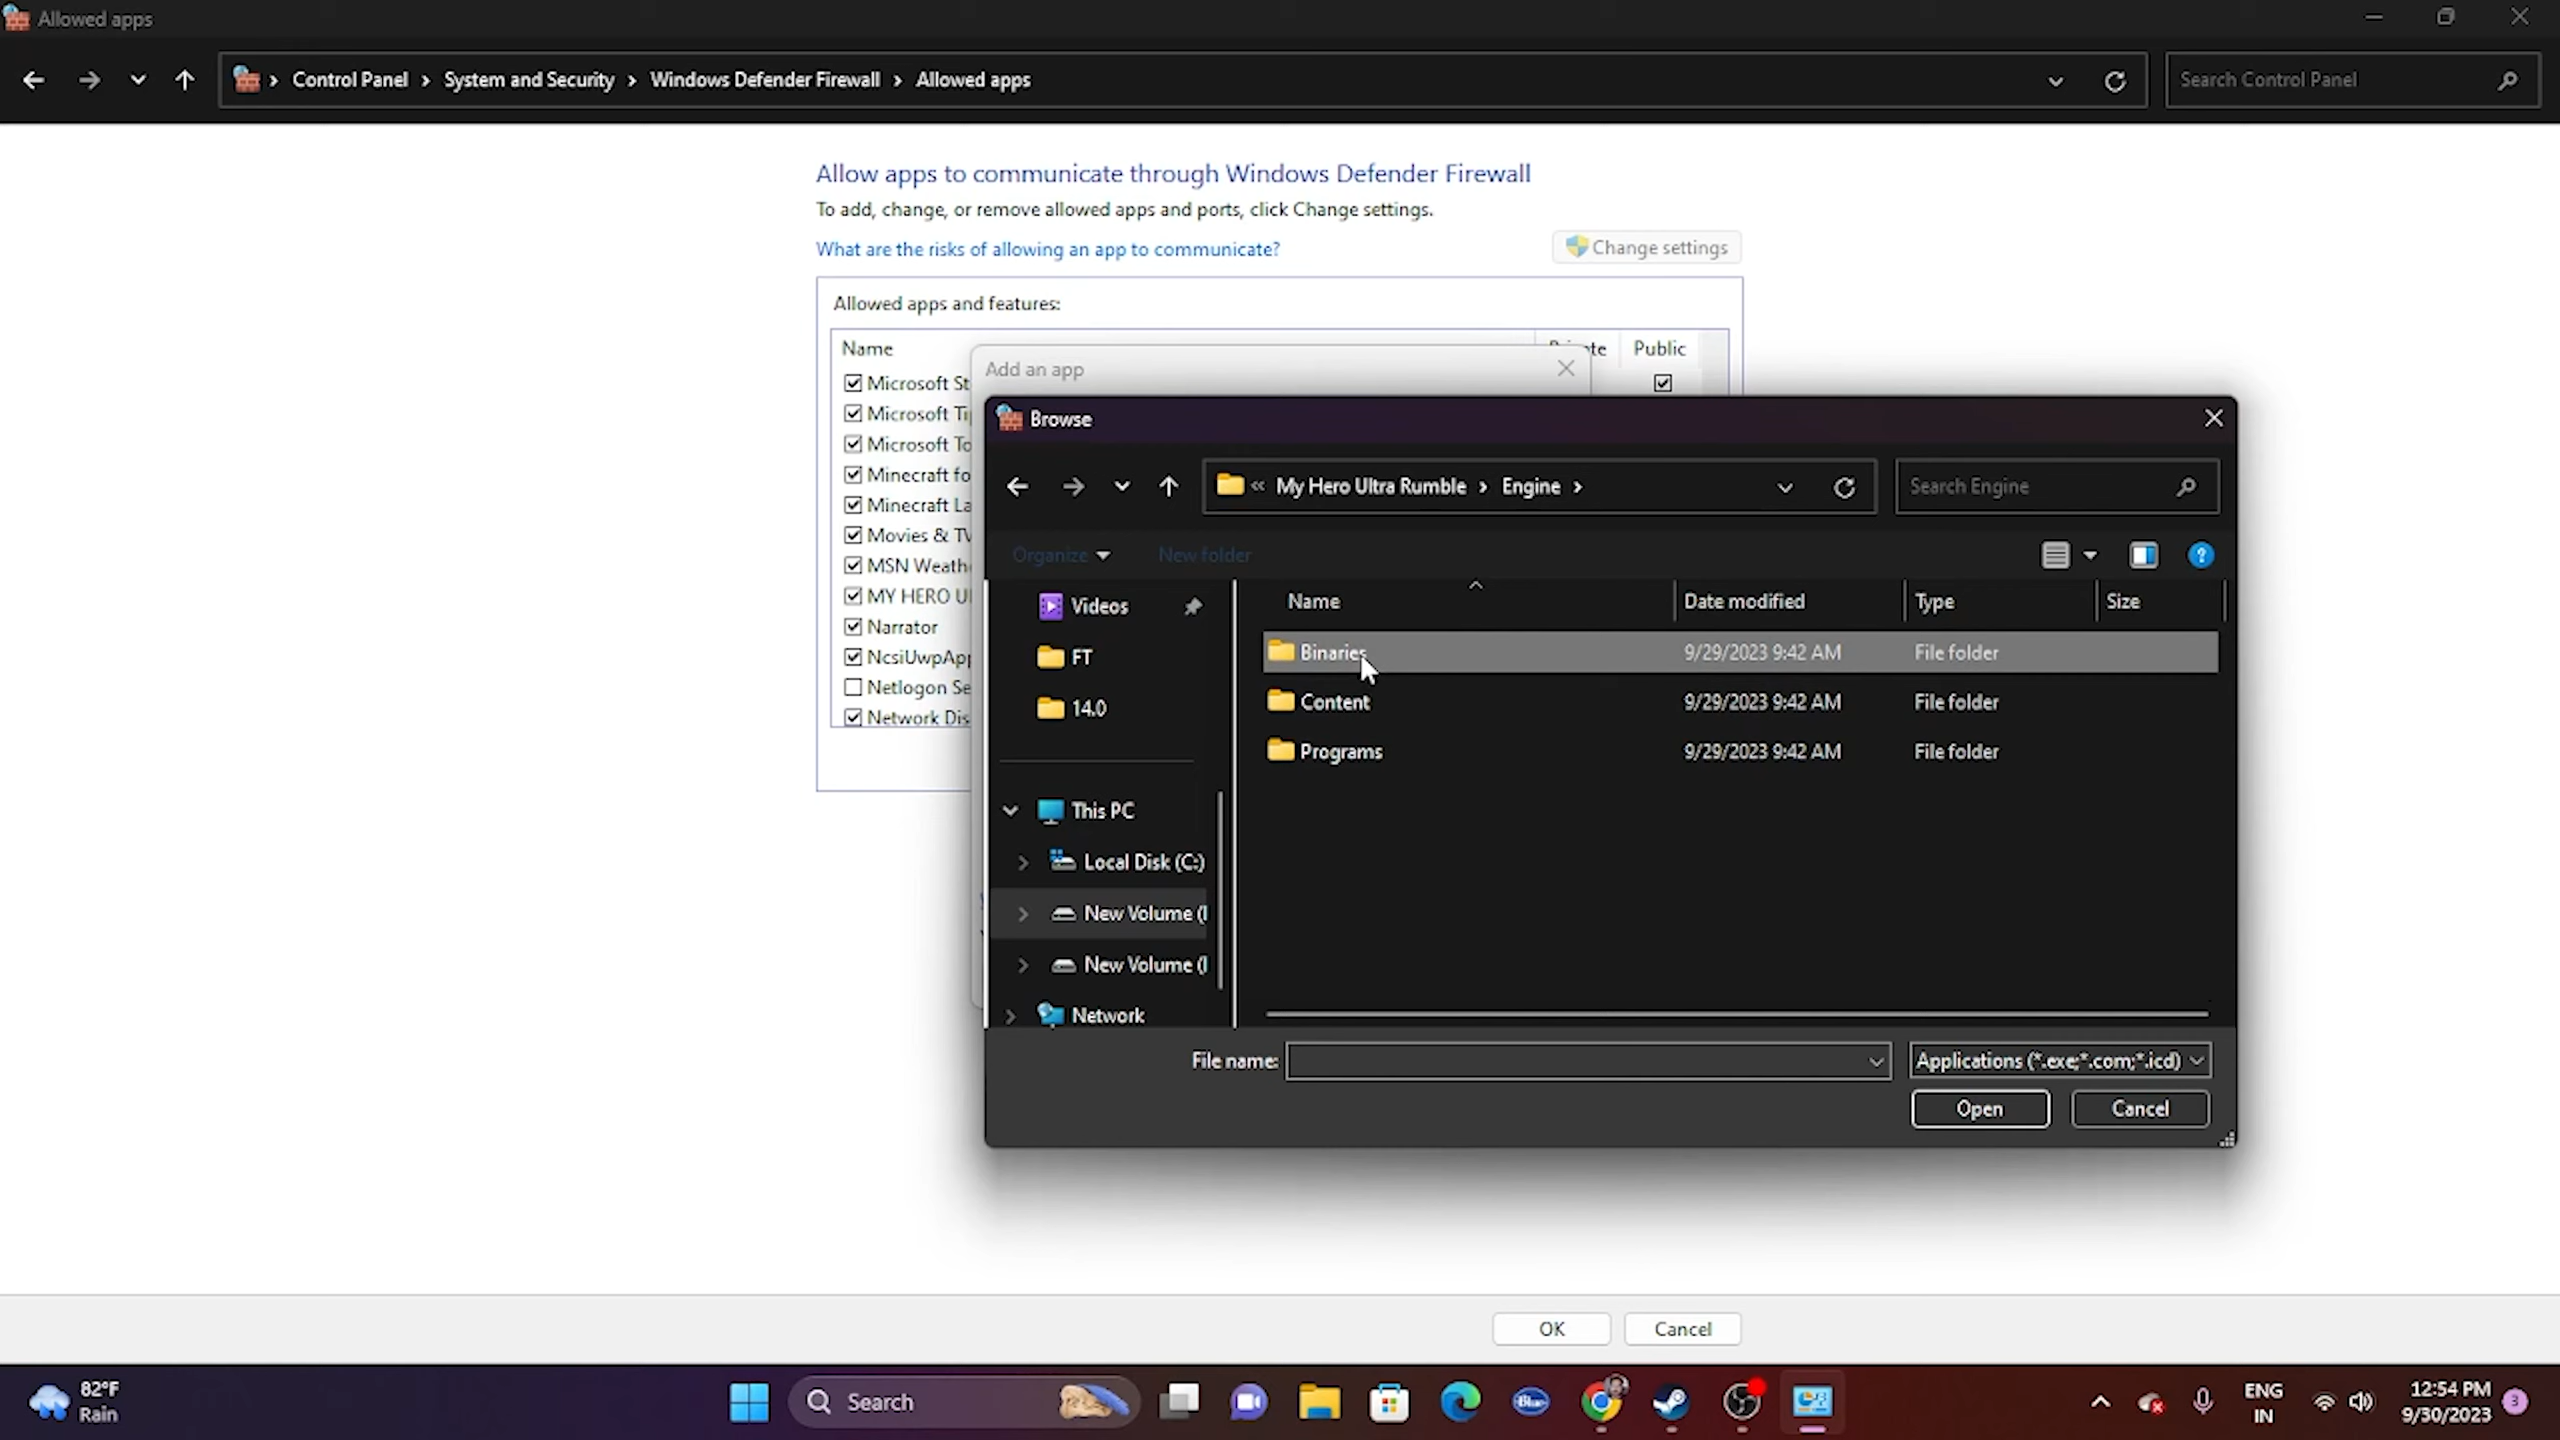 Allowed apps
Control Panel > System and Security > Windows Defender Firewall > Allowed apps
Search Control Panel
Allow apps to communicate through Windows Defender Firewall
To add, change, or remove allowed apps and ports, click Change settings.
What are the risks of allowing an app to communicate?
Change settings
Allowed apps and features:
Name
Public
Add an app
Microsoft St
Microsoft Ti
Microsoft To
Minecraft fo
Minecraft La
Movies & TV
MSN Weath
MY HERO U
Narrator
NcsiUwpApp
Netlogon Se
Network Dis
Browse
« My Hero Ultra Rumble > Engine >
Search Engine
Organize
New folder
Videos
FT
14.0
This PC
Local Disk (C:)
New Volume (
New Volume (
Network
Name Date modified Type Size
Binaries 9/29/2023 9:42 AM File folder
Content 9/29/2023 9:42 AM File folder
Programs 9/29/2023 9:42 AM File folder
File name:
Applications (*.exe;*.com;*.icd)
Open
Cancel
OK
Cancel
82°F
Rain
Search
Blue
ENG
IN
12:54 PM
9/30/2023
3